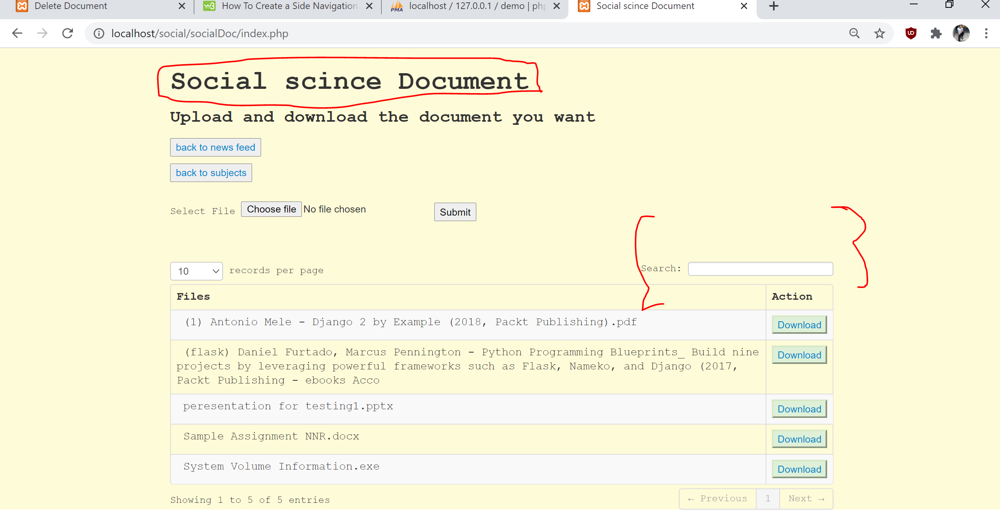 Delete Document
How To Create a Side Navigation
localhost / 127.0.0.1 / demo | php
Social scince Document
localhost/social/socialDoc/index.php
Social scince Document
Upload and download the document you want
back to news feed
back to subjects
Select File Choose file No file chosen Submit
10 records per page Search:
Files Action
(1) Antonio Mele - Django 2 by Example (2018, Packt Publishing).pdf Download
(flask) Daniel Furtado, Marcus Pennington - Python Programming Blueprints_ Build nine Download
projects by leveraging powerful frameworks such as Flask, Nameko, and Django (2017,
Packt Publishing - ebooks Acco
peresentation for testing1.pptx Download
Sample Assignment NNR.docx Download
System Volume Information.exe Download
Showing 1 to 5 of 5 entries ← Previous 1 Next →